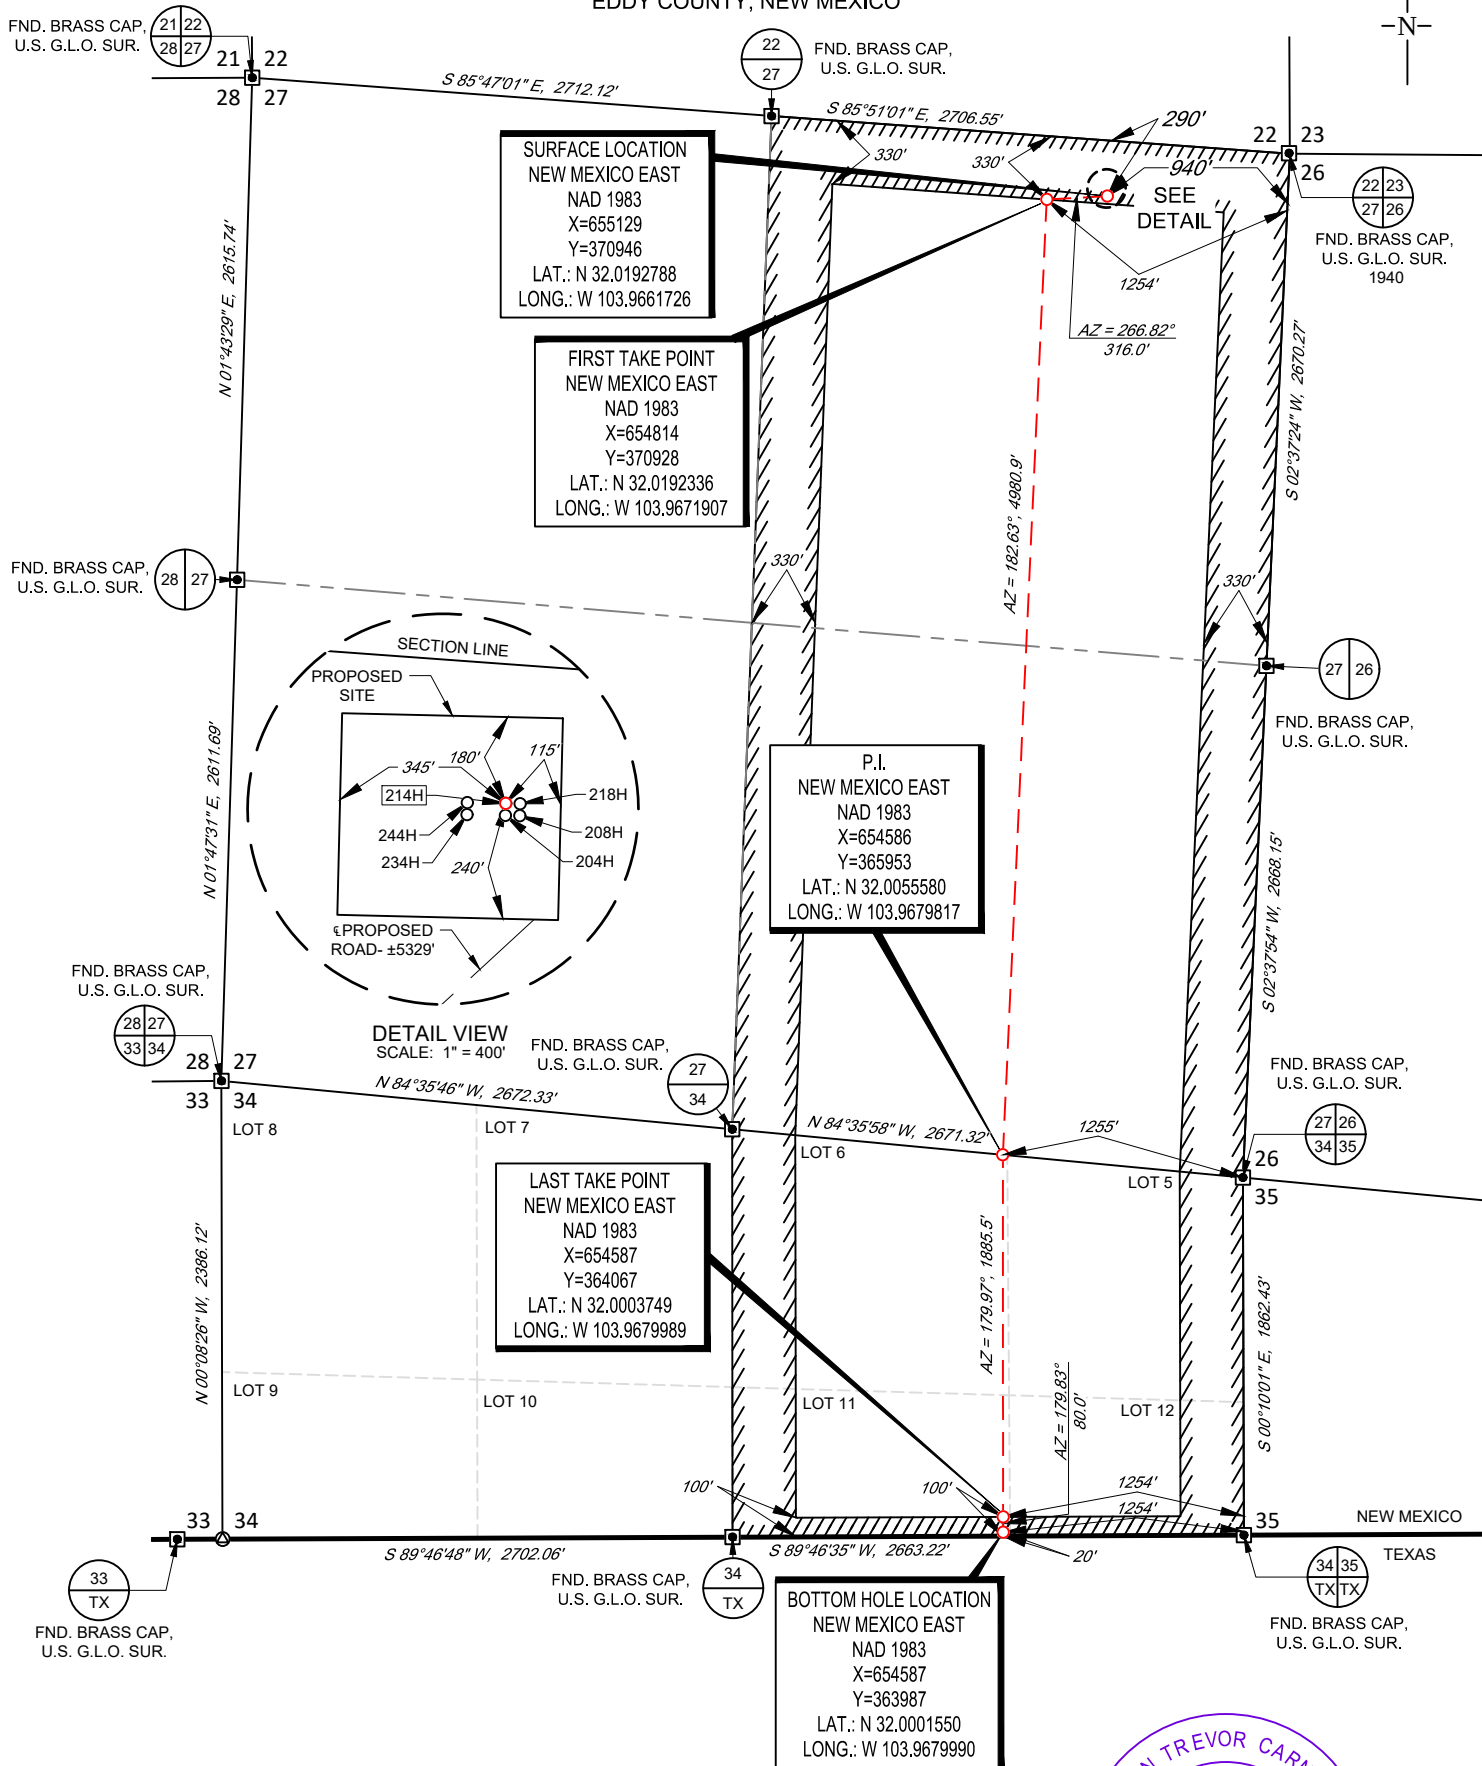 EDDY COUNTY, NEW MEXICO
-N-
FND. BRASS CAP,
U.S. G.L.O. SUR.
21 22
28 27
21 22
28 27
S 85°47'01" E, 2712.12'
22
27
FND. BRASS CAP,
U.S. G.L.O. SUR.
S 85°51'01" E, 2706.55'
290'
330'
330'
940'
SEE
DETAIL
22 23
26
22 23
27 26
FND. BRASS CAP,
U.S. G.L.O. SUR.
1940
SURFACE LOCATION
NEW MEXICO EAST
NAD 1983
X=655129
Y=370946
LAT.: N 32.0192788
LONG.: W 103.9661726
1254'
AZ = 266.82°
316.0'
N 01°43'29" E, 2615.74'
FIRST TAKE POINT
NEW MEXICO EAST
NAD 1983
X=654814
Y=370928
LAT.: N 32.0192336
LONG.: W 103.9671907
S 02°37'24" W, 2670.27'
AZ = 182.63°, 4980.9'
FND. BRASS CAP,
U.S. G.L.O. SUR.
28 27
330'
330'
27 26
FND. BRASS CAP,
U.S. G.L.O. SUR.
SECTION LINE
PROPOSED
SITE
345'
180'
115'
214H
218H
244H
208H
234H
204H
240'
℄PROPOSED
ROAD- ±5329'
DETAIL VIEW
SCALE: 1" = 400'
N 01°47'31" E, 2611.69'
P.I.
NEW MEXICO EAST
NAD 1983
X=654586
Y=365953
LAT.: N 32.0055580
LONG.: W 103.9679817
S 02°37'54" W, 2668.15'
FND. BRASS CAP,
U.S. G.L.O. SUR.
28 27
33 34
28 27
33 34
FND. BRASS CAP,
U.S. G.L.O. SUR.
27
34
N 84°35'46" W, 2672.33'
N 84°35'58" W, 2671.32'
1255'
FND. BRASS CAP,
U.S. G.L.O. SUR.
27 26
34 35
26
35
LOT 8
LOT 7
LOT 6
LOT 5
LAST TAKE POINT
NEW MEXICO EAST
NAD 1983
X=654587
Y=364067
LAT.: N 32.0003749
LONG.: W 103.9679989
N 00°08'26" W, 2386.12'
AZ = 179.97°, 1885.5'
AZ = 179.83°
80.0'
S 00°10'01" E, 1862.43'
LOT 9
LOT 10
LOT 11
LOT 12
100'
100'
1254'
1254'
20'
33 34
35
NEW MEXICO
TEXAS
S 89°46'48" W, 2702.06'
S 89°46'35" W, 2663.22'
33
TX
FND. BRASS CAP,
U.S. G.L.O. SUR.
FND. BRASS CAP,
U.S. G.L.O. SUR.
34
TX
34 35
TX TX
FND. BRASS CAP,
U.S. G.L.O. SUR.
BOTTOM HOLE LOCATION
NEW MEXICO EAST
NAD 1983
X=654587
Y=363987
LAT.: N 32.0001550
LONG.: W 103.9679990
TREVOR